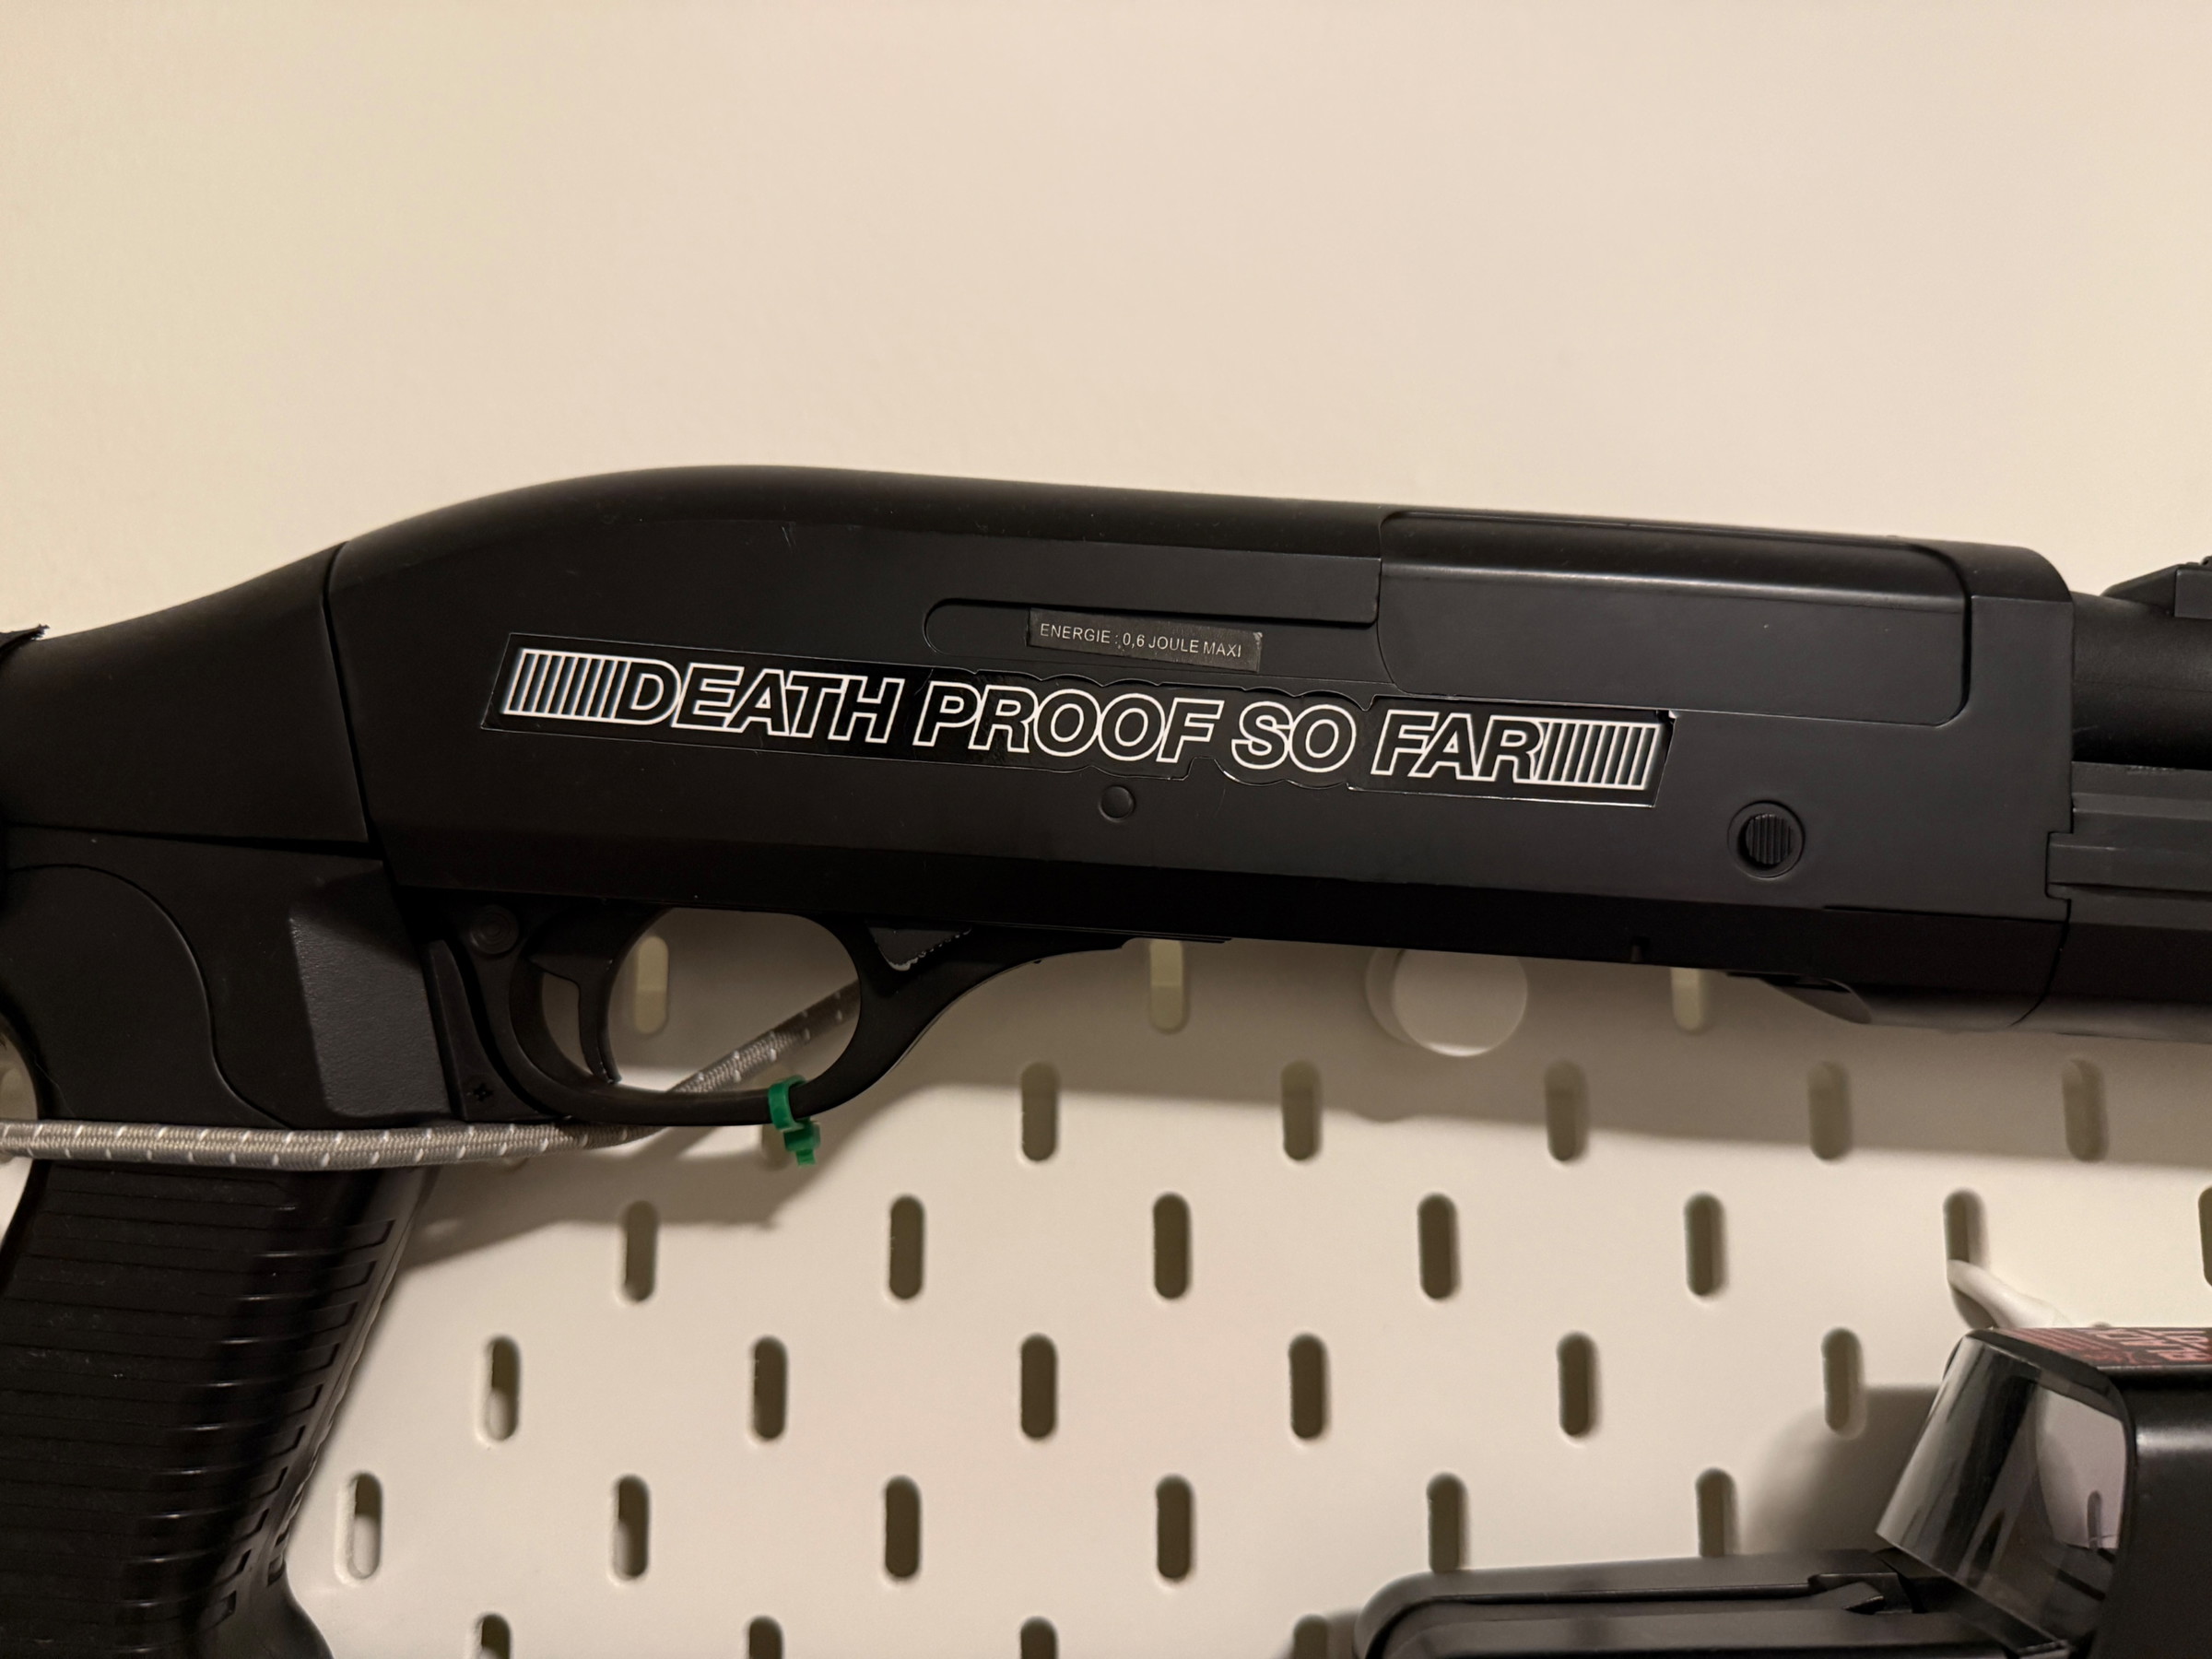 ENERGIE : 0,6 JOULE MAXI
DEATH PROOF SO FAR